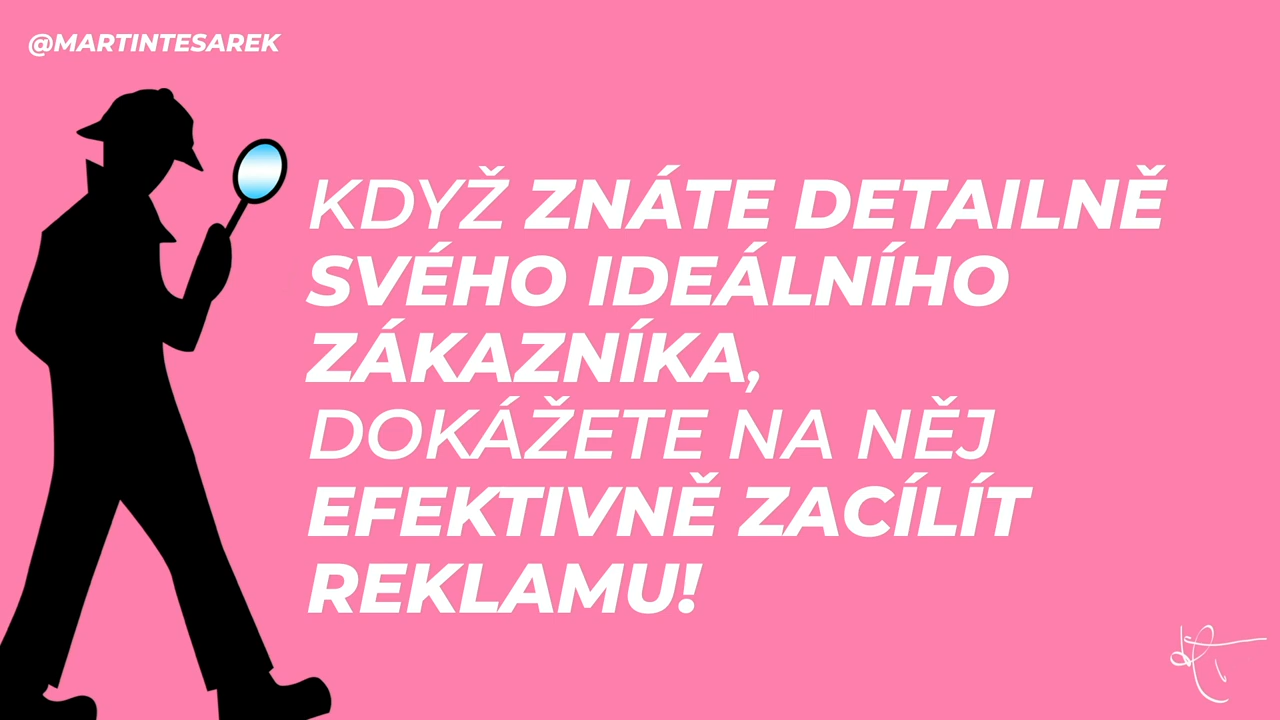 @MARTINTESAREK
KDYŽ ZNÁTE DETAILNĚ
SVÉHO IDEÁLNÍHO
ZÁKAZNÍKA,
DOKÁŽETE NA NĚJ
EFEKTIVNĚ ZACÍLÍT
REKLAMU!